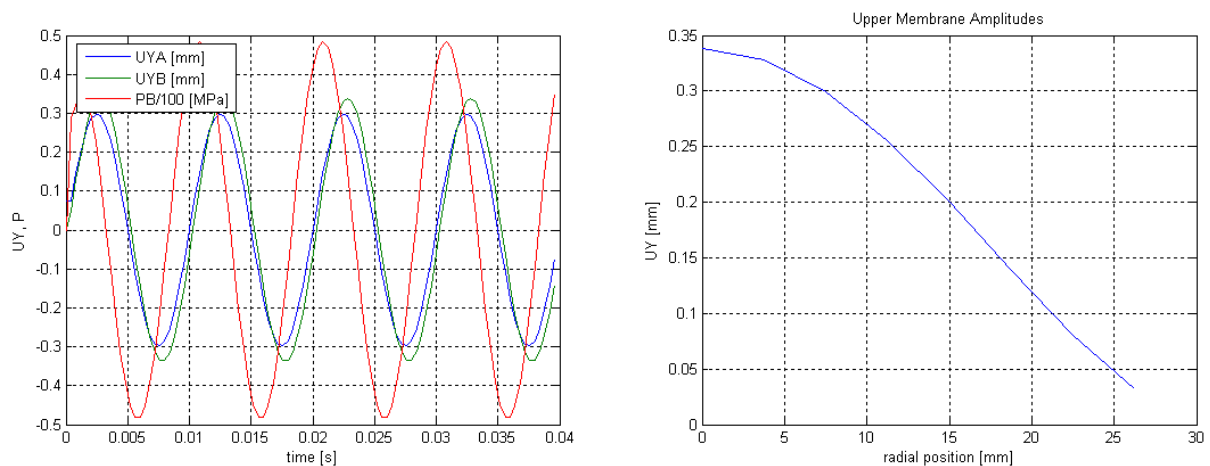 0.5
0.4
0.3
0.2
0.1
0
-0.1
-0.2
-0.3
-0.4
-0.5
UY, P
UYA [mm]
UYB [mm]
PB/100 [MPa]
0 0.005 0.01 0.015 0.02 0.025 0.03 0.035 0.04
time [s]
Upper Membrane Amplitudes
0.35
0.3
0.25
0.2
0.15
0.1
0.05
0
UY [mm]
0 5 10 15 20 25 30
radial position [mm]